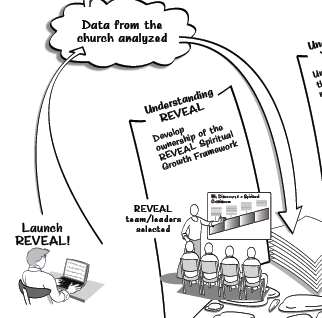 Data from the
church analyzed
Understanding
REVEAL
Develop
ownership of the
REVEAL Spiritual
Growth Framework
REVEAL
team/leaders
selected
Launch
REVEAL!